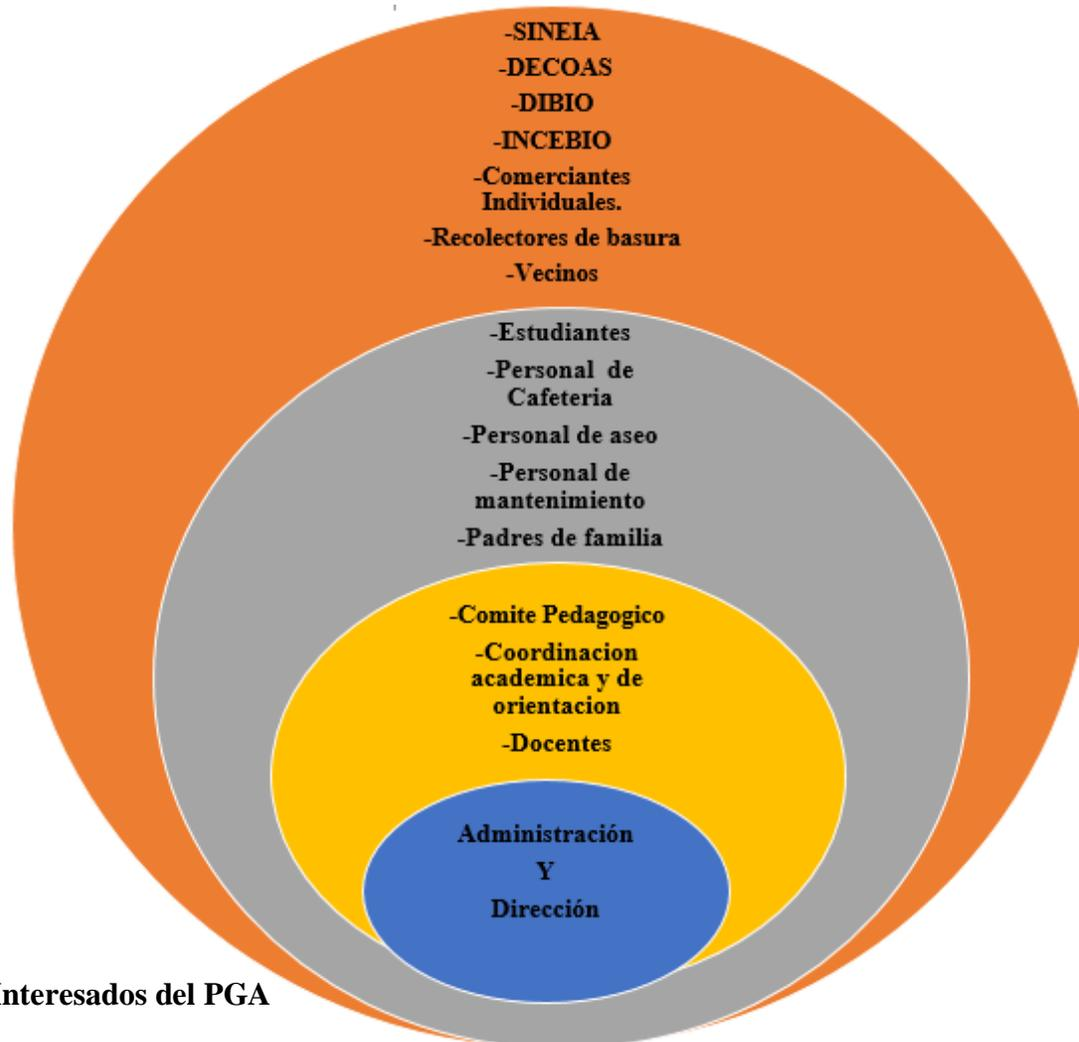 -SINEIA
-DECOAS
-DIBIO
-INCEBIO
-Comerciantes
Individuales.
-Recolectores de basura
-Vecinos
-Estudiantes
-Personal de
Cafeteria
-Personal de aseo
-Personal de
mantenimiento
-Padres de familia
-Comite Pedagogico
-Coordinacion
academica y de
orientacion
-Docentes
Administración
Y
Dirección
Interesados del PGA